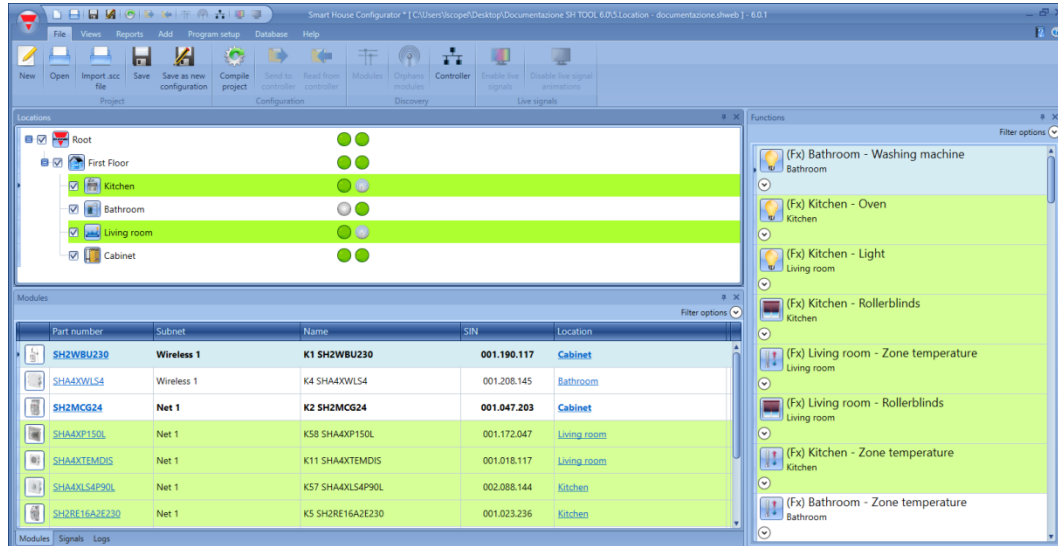 Smart House Configurator * [ C:\Users\lscopel\Desktop\Documentazione SH TOOL 6.0\5.Location - documentazione.shweb ] - 6.0.1
File Views Reports Add Program setup Database Help
New Open Import .scc file Save Save as new configuration Compile project Send to controller Read from controller Modules Orphans modules Controller Enable live signals Disable live signal animations
Project Configuration Discovery Live signals
Locations
Root
First Floor
Kitchen
Bathroom
Living room
Cabinet
Modules
Filter options
Part number Subnet Name SIN Location
SH2WBU230 Wireless 1 K1 SH2WBU230 001.190.117 Cabinet
SHA4XWLS4 Wireless 1 K4 SHA4XWLS4 001.208.145 Bathroom
SH2MCG24 Net 1 K2 SH2MCG24 001.047.203 Cabinet
SHA4XP150L Net 1 K58 SHA4XP150L 001.172.047 Living room
SHA4XTEMDIS Net 1 K11 SHA4XTEMDIS 001.018.117 Living room
SHA4XLS4P90L Net 1 K57 SHA4XLS4P90L 002.088.144 Kitchen
SH2RE16A2E230 Net 1 K5 SH2RE16A2E230 001.023.236 Kitchen
Modules Signals Logs
Functions
Filter options
(Fx) Bathroom - Washing machine
Bathroom
(Fx) Kitchen - Oven
Kitchen
(Fx) Kitchen - Light
Living room
(Fx) Kitchen - Rollerblinds
Kitchen
(Fx) Living room - Zone temperature
Living room
(Fx) Living room - Rollerblinds
Living room
(Fx) Kitchen - Zone temperature
Kitchen
(Fx) Bathroom - Zone temperature
Bathroom